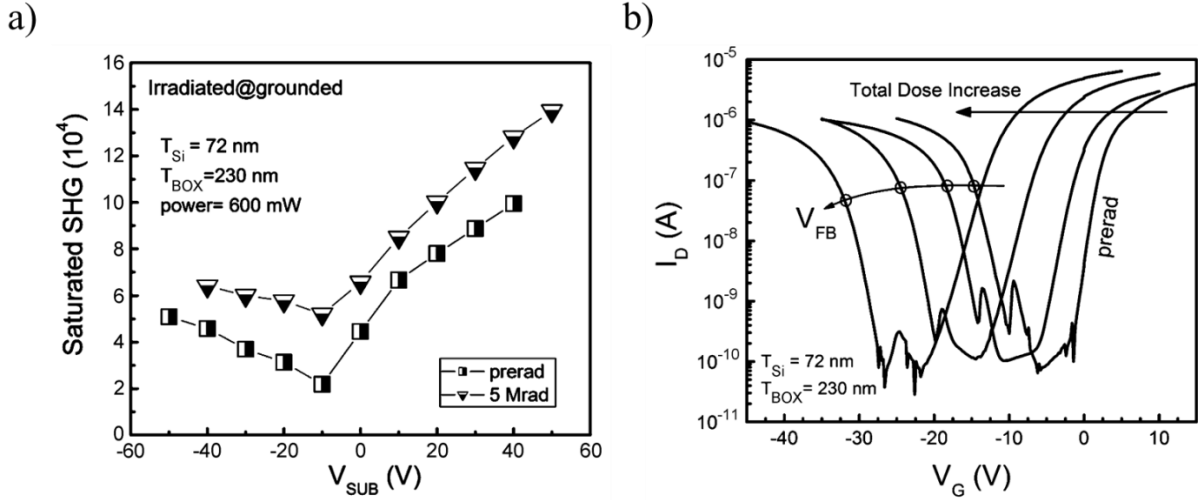 a)
Saturated SHG (10⁴)
16
14
12
10
8
6
4
2
0
Irradiated@grounded
T_Si = 72 nm
T_BOX = 230 nm
power= 600 mW
prerad
5 Mrad
-60 -40 -20 0 20 40 60
V_SUB (V)
b)
I_D (A)
10⁻⁵
10⁻⁶
10⁻⁷
10⁻⁸
10⁻⁹
10⁻¹⁰
10⁻¹¹
Total Dose Increase
V_FB
prerad
T_Si = 72 nm
T_BOX = 230 nm
-40 -30 -20 -10 0 10
V_G (V)